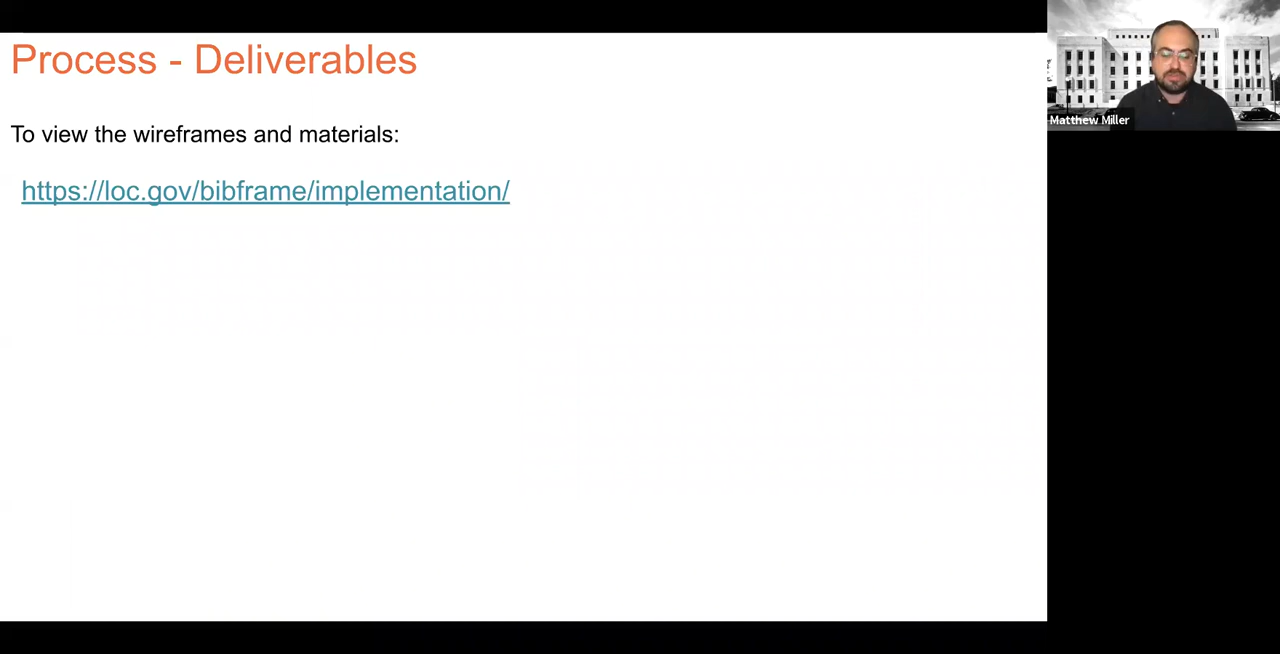 Process - Deliverables
To view the wireframes and materials:
https://loc.gov/bibframe/implementation/
Matthew Miller